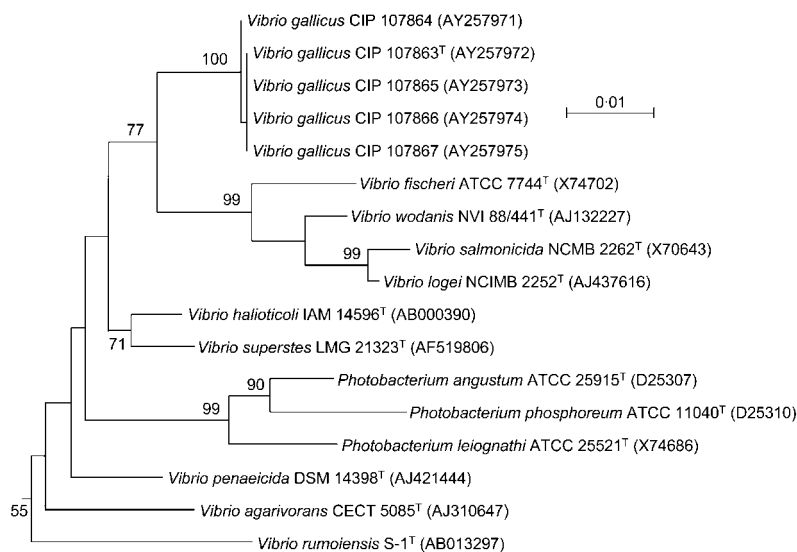 Vibrio gallicus CIP 107864 (AY257971)
100
Vibrio gallicus CIP 107863ᵀ (AY257972)
Vibrio gallicus CIP 107865 (AY257973)
0·01
Vibrio gallicus CIP 107866 (AY257974)
77
Vibrio gallicus CIP 107867 (AY257975)
Vibrio fischeri ATCC 7744ᵀ (X74702)
99
Vibrio wodanis NVI 88/441ᵀ (AJ132227)
99
Vibrio salmonicida NCMB 2262ᵀ (X70643)
Vibrio logei NCIMB 2252ᵀ (AJ437616)
Vibrio halioticoli IAM 14596ᵀ (AB000390)
71
Vibrio superstes LMG 21323ᵀ (AF519806)
Photobacterium angustum ATCC 25915ᵀ (D25307)
90
99
Photobacterium phosphoreum ATCC 11040ᵀ (D25310)
Photobacterium leiognathi ATCC 25521ᵀ (X74686)
Vibrio penaeicida DSM 14398ᵀ (AJ421444)
55
Vibrio agarivorans CECT 5085ᵀ (AJ310647)
Vibrio rumoiensis S-1ᵀ (AB013297)